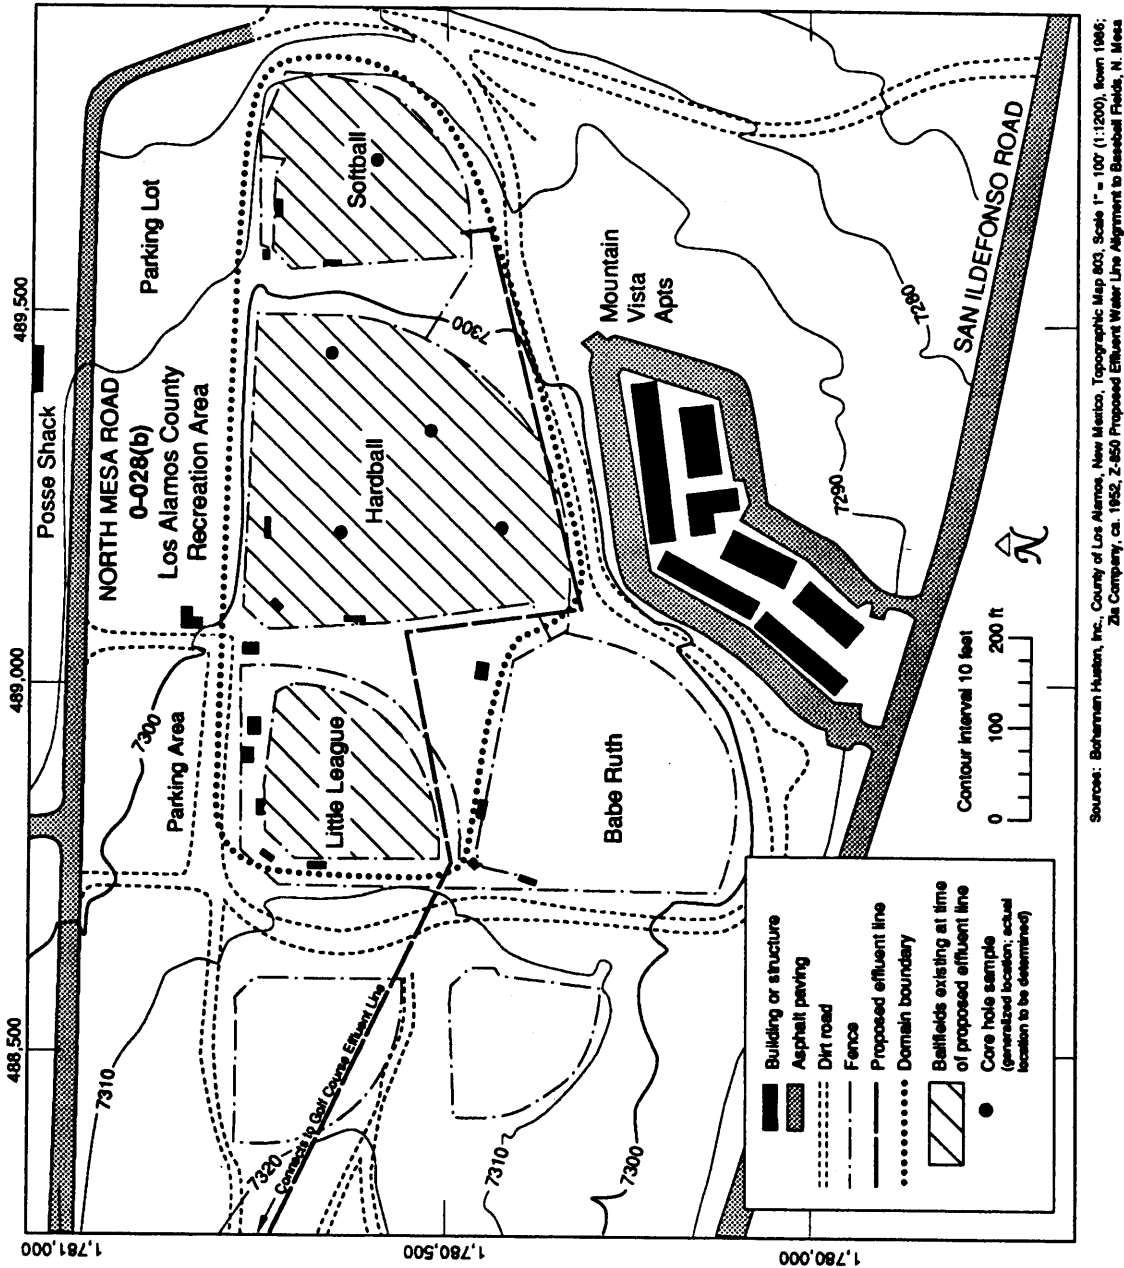 488,500
489,000
489,500
1,781,000
1,780,500
1,780,000
Posse Shack
NORTH MESA ROAD
0-028(b)
Los Alamos County
Recreation Area
Parking Lot
Parking Area
7300
7310
7320
Connects to Golf Course Effluent Line
Little League
Hardball
Softball
7300
Babe Ruth
Mountain
Vista
Apts
7310
7300
7290
7280
SAN ILDEFONSO ROAD
N
Contour interval 10 feet
0 100 200 ft
Building or structure
Asphalt paving
Dirt road
Fence
Proposed effluent line
Domain boundary
Ballfields existing at time
of proposed effluent line
Core hole sample
(generalized location; actual
location to be determined)
Sources: Bohannan Huston, Inc., County of Los Alamos, New Mexico, Topographic Map 803, Scale 1" = 100' (1:1200), flown 1986;
Zia Company, ca. 1952, Z-850 Proposed Effluent Water Line Alignment to Baseball Fields, N. Mesa